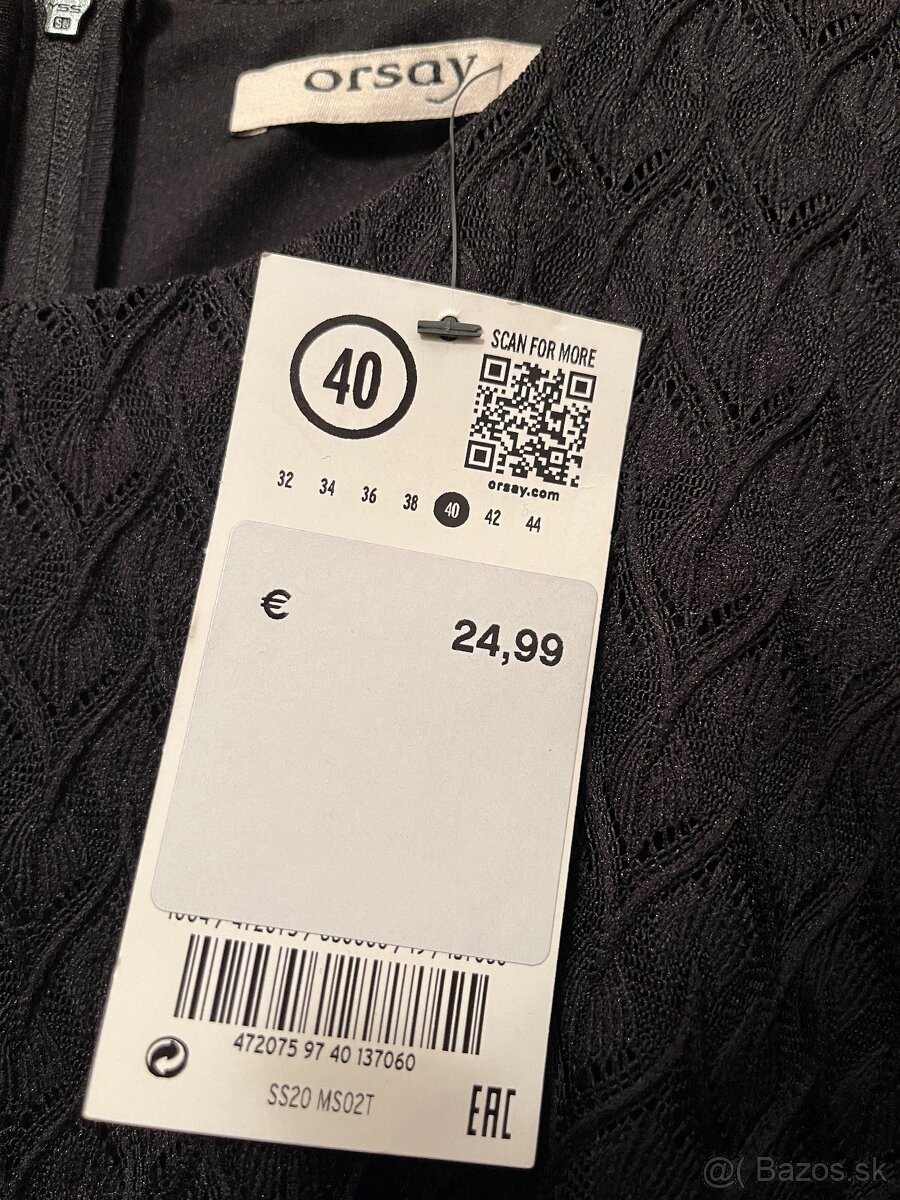 orsay
40
SCAN FOR MORE
orsay.com
32 34 36 38 40 42 44
€ 24,99
472075 97 40 137060
SS20 MS02T
EAC
@( Bazos.sk